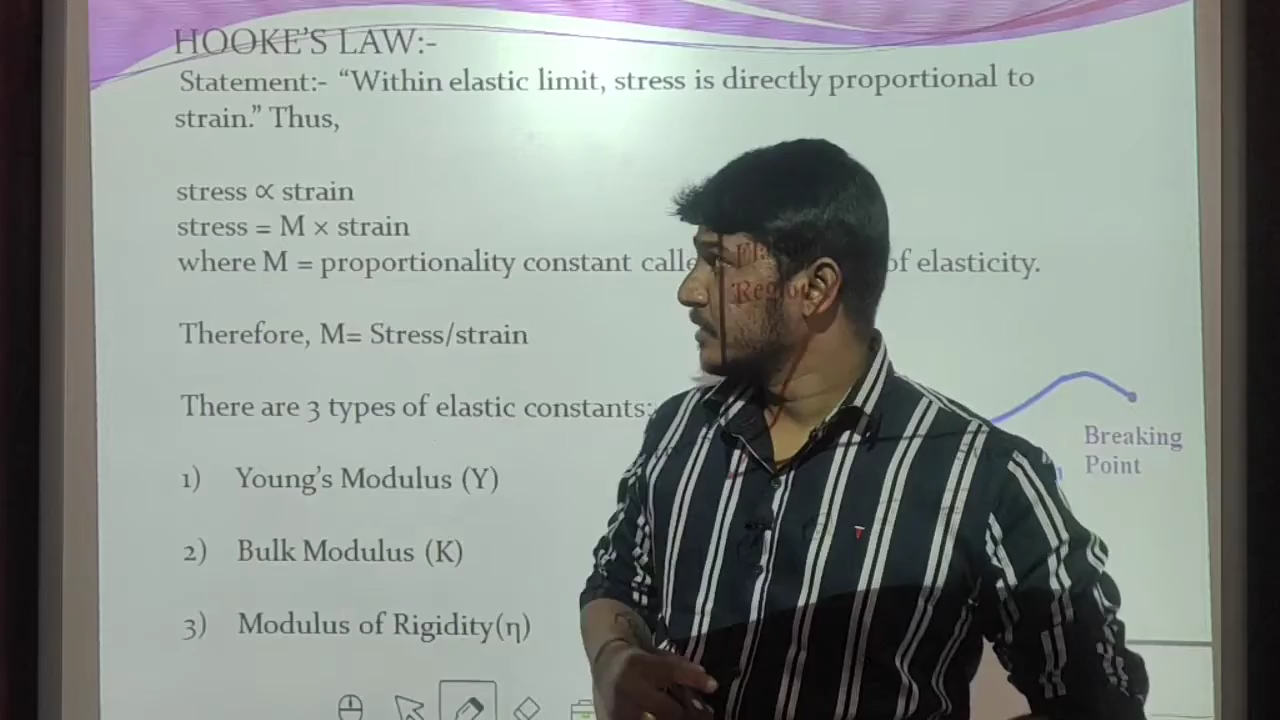 HOOKE'S LAW:-
Statement:- "Within elastic limit, stress is directly proportional to
strain." Thus,
stress ∝ strain
stress = M × strain
where M = proportionality constant of elasticity.
Therefore, M= Stress/strain
There are 3 types of elastic constants:
1) Young's Modulus (Y)
2) Bulk Modulus (K)
3) Modulus of Rigidity(η)
Breaking
Point